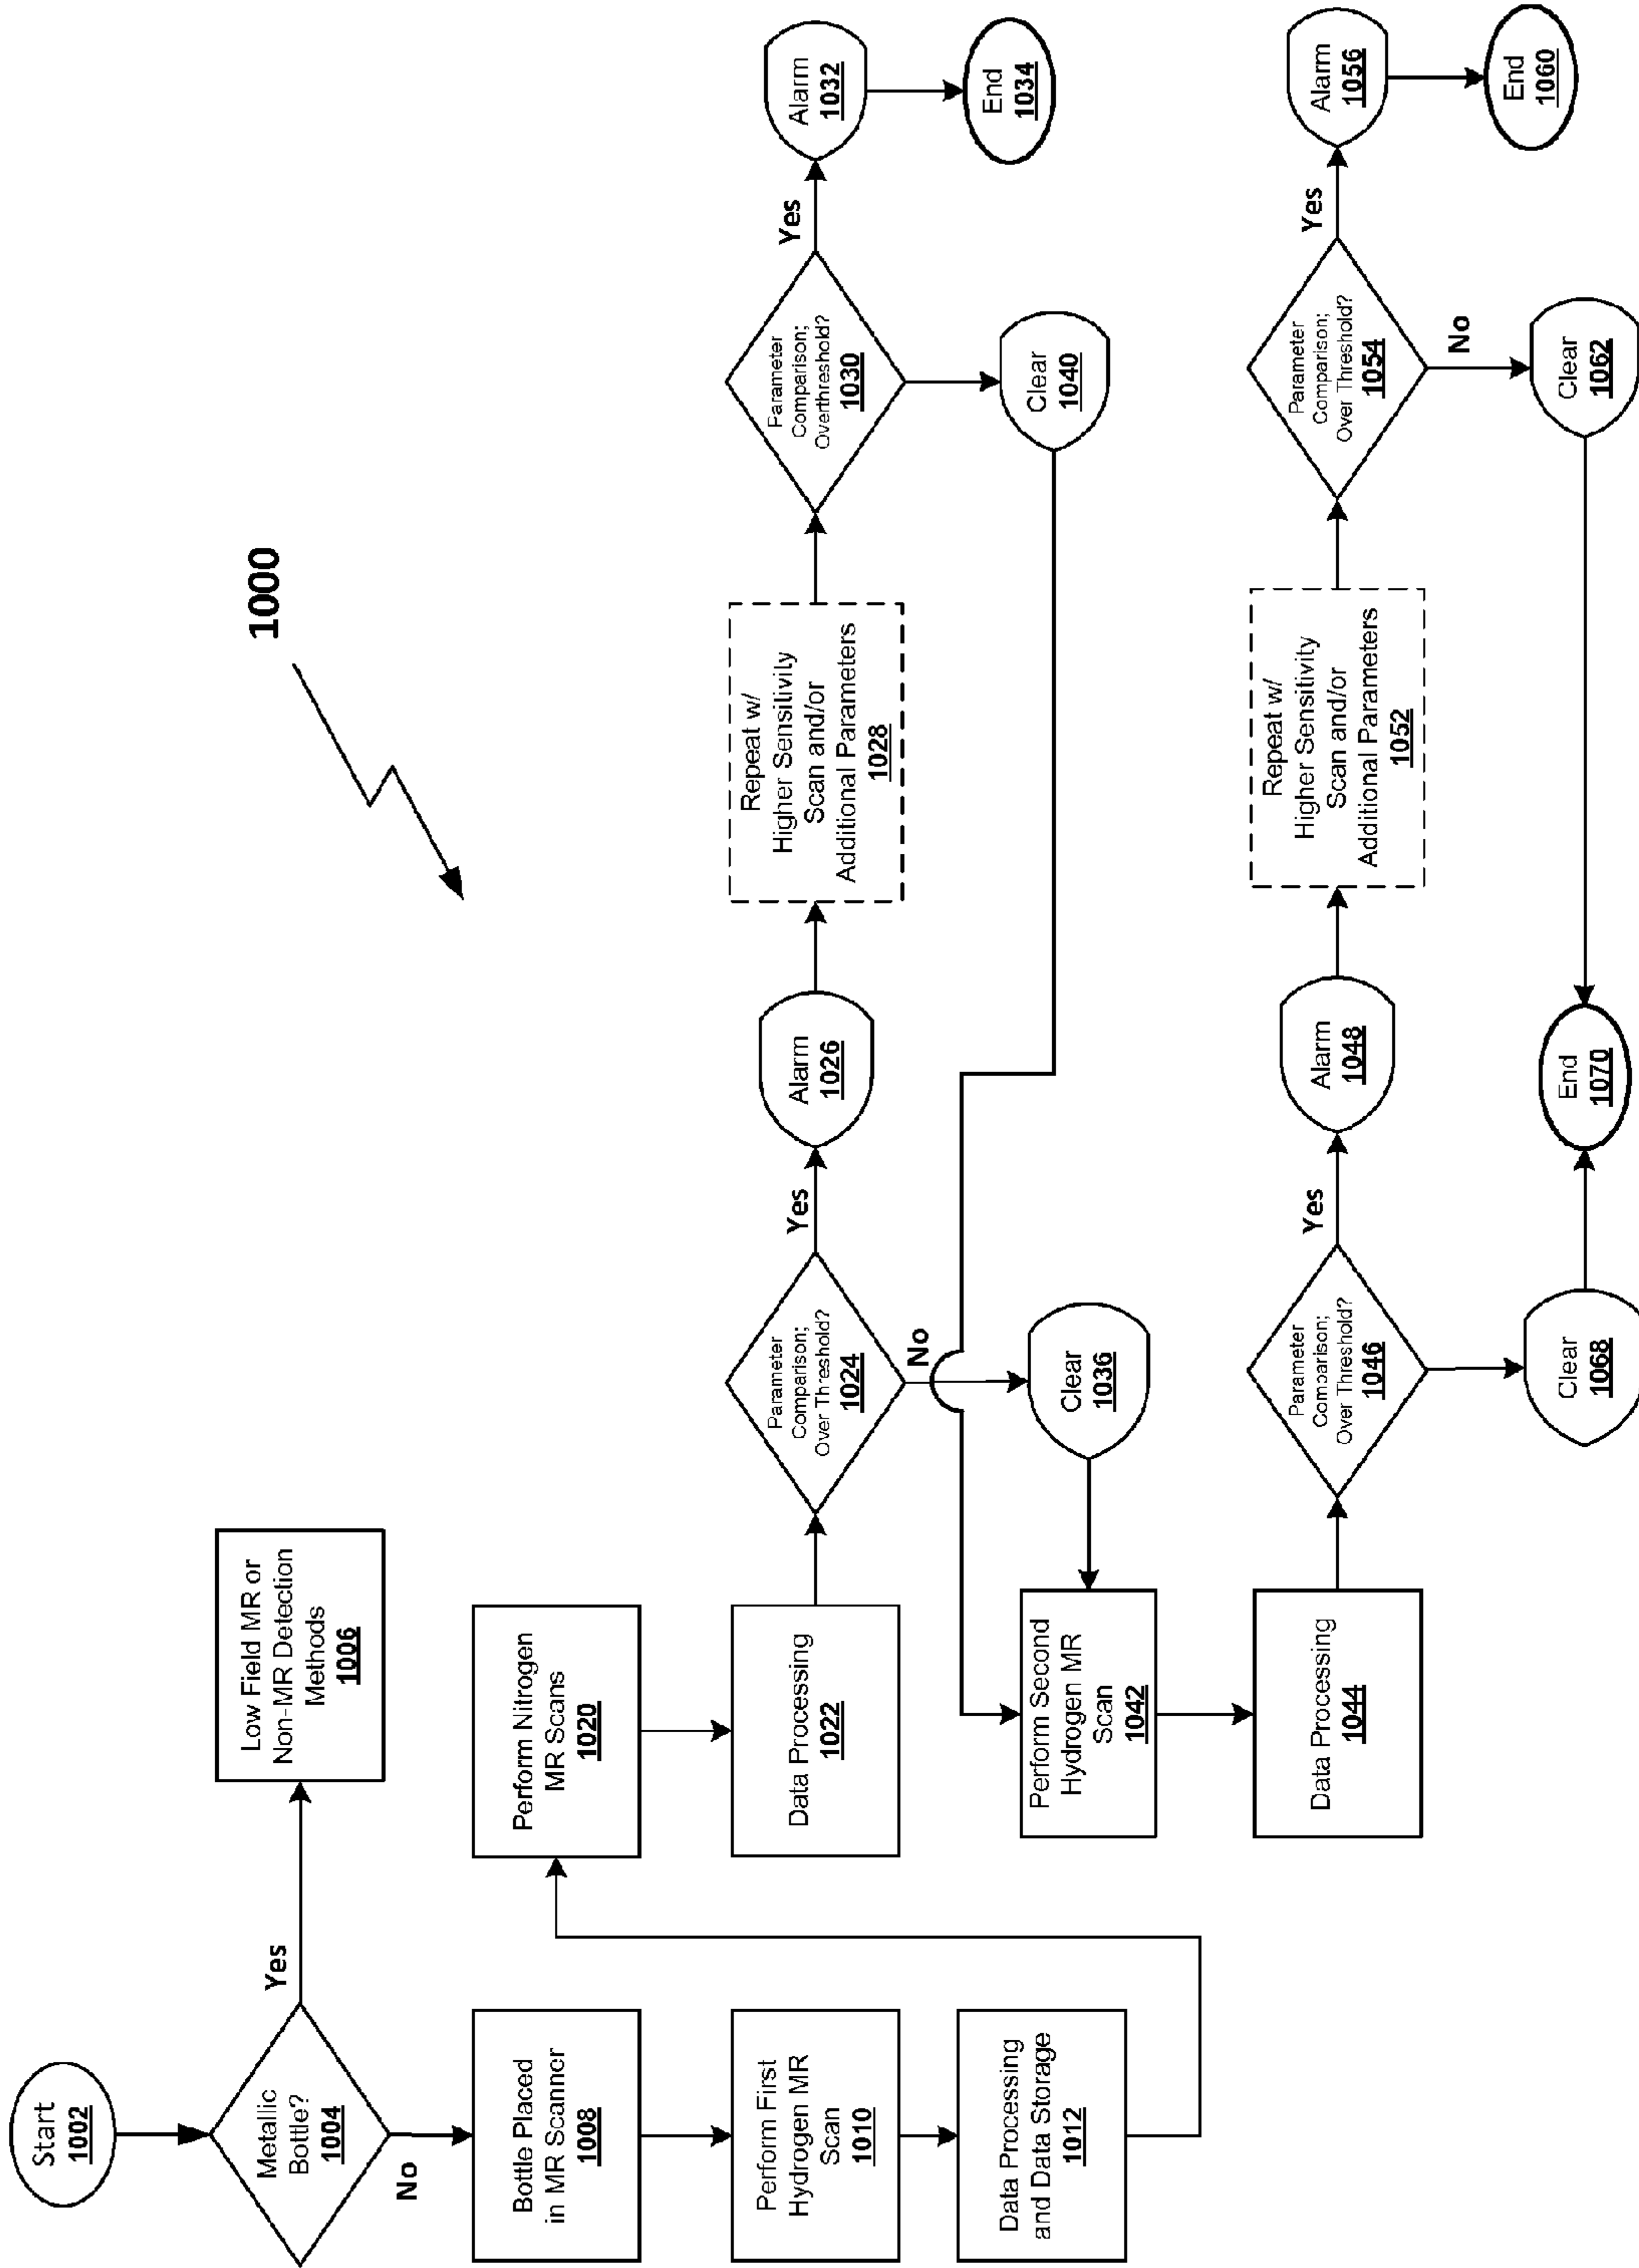 1000
Start
1002
Metallic
Bottle?
1004
Yes
No
Low Field MR or
Non-MR Detection
Methods
1006
Bottle Placed
in MR Scanner
1008
Perform First
Hydrogen MR
Scan
1010
Data Processing
and Data Storage
1012
Perform Nitrogen
MR Scans
1020
Data Processing
1022
Parameter
Comparison;
Over Threshold?
1024
Yes
No
Alarm
1026
Repeat w/
Higher Sensitivity
Scan and/or
Additional Parameters
1028
Parameter
Comparison;
Overthreshold?
1030
Yes
Alarm
1032
End
1034
Clear
1036
Clear
1040
Perform Second
Hydrogen MR
Scan
1042
Data Processing
1044
Parameter
Comparison;
Over Threshold?
1046
Yes
Alarm
1048
Repeat w/
Higher Sensitivity
Scan and/or
Additional Parameters
1052
Parameter
Comparison;
Over Threshold?
1054
Yes
No
Alarm
1056
End
1060
Clear
1062
Clear
1068
End
1070